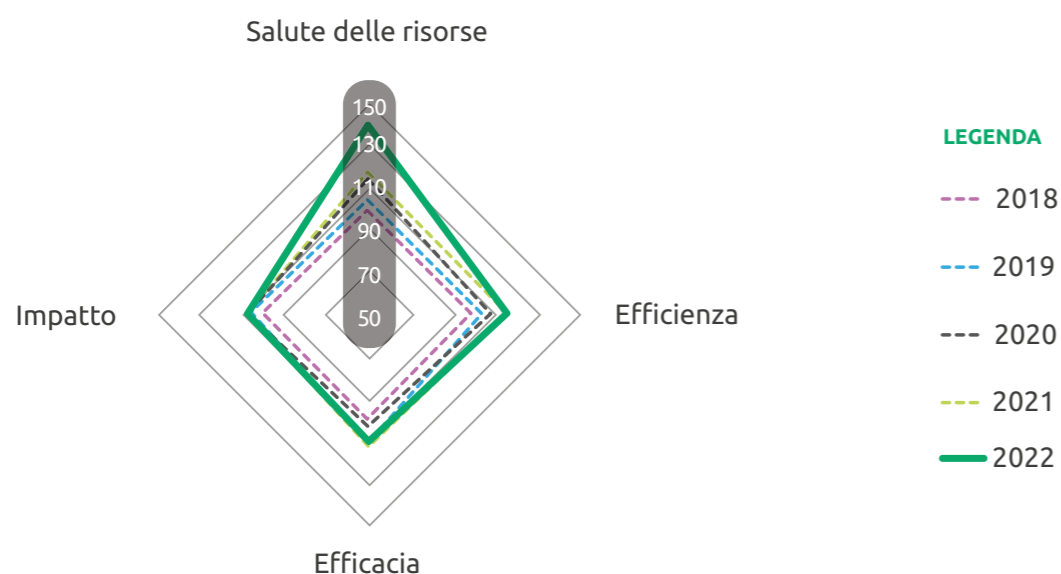 Salute delle risorse
150
130
110
90
70
50
Impatto
Efficienza
Efficacia
LEGENDA
2018
2019
2020
2021
2022